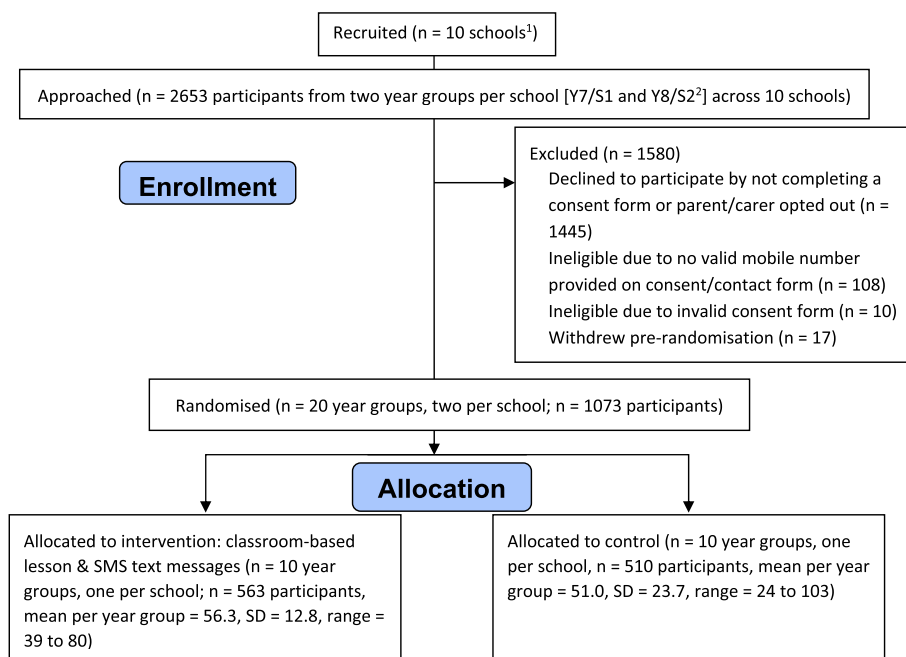 Recruited (n = 10 schools¹)
Approached (n = 2653 participants from two year groups per school [Y7/S1 and Y8/S2²] across 10 schools)
Excluded (n = 1580)
Declined to participate by not completing a
consent form or parent/carer opted out (n =
1445)
Ineligible due to no valid mobile number
provided on consent/contact form (n = 108)
Ineligible due to invalid consent form (n = 10)
Withdrew pre-randomisation (n = 17)
Enrollment
Randomised (n = 20 year groups, two per school; n = 1073 participants)
Allocation
Allocated to intervention: classroom-based
lesson & SMS text messages (n = 10 year
groups, one per school; n = 563 participants,
mean per year group = 56.3, SD = 12.8, range =
39 to 80)
Allocated to control (n = 10 year groups, one
per school, n = 510 participants, mean per year
group = 51.0, SD = 23.7, range = 24 to 103)